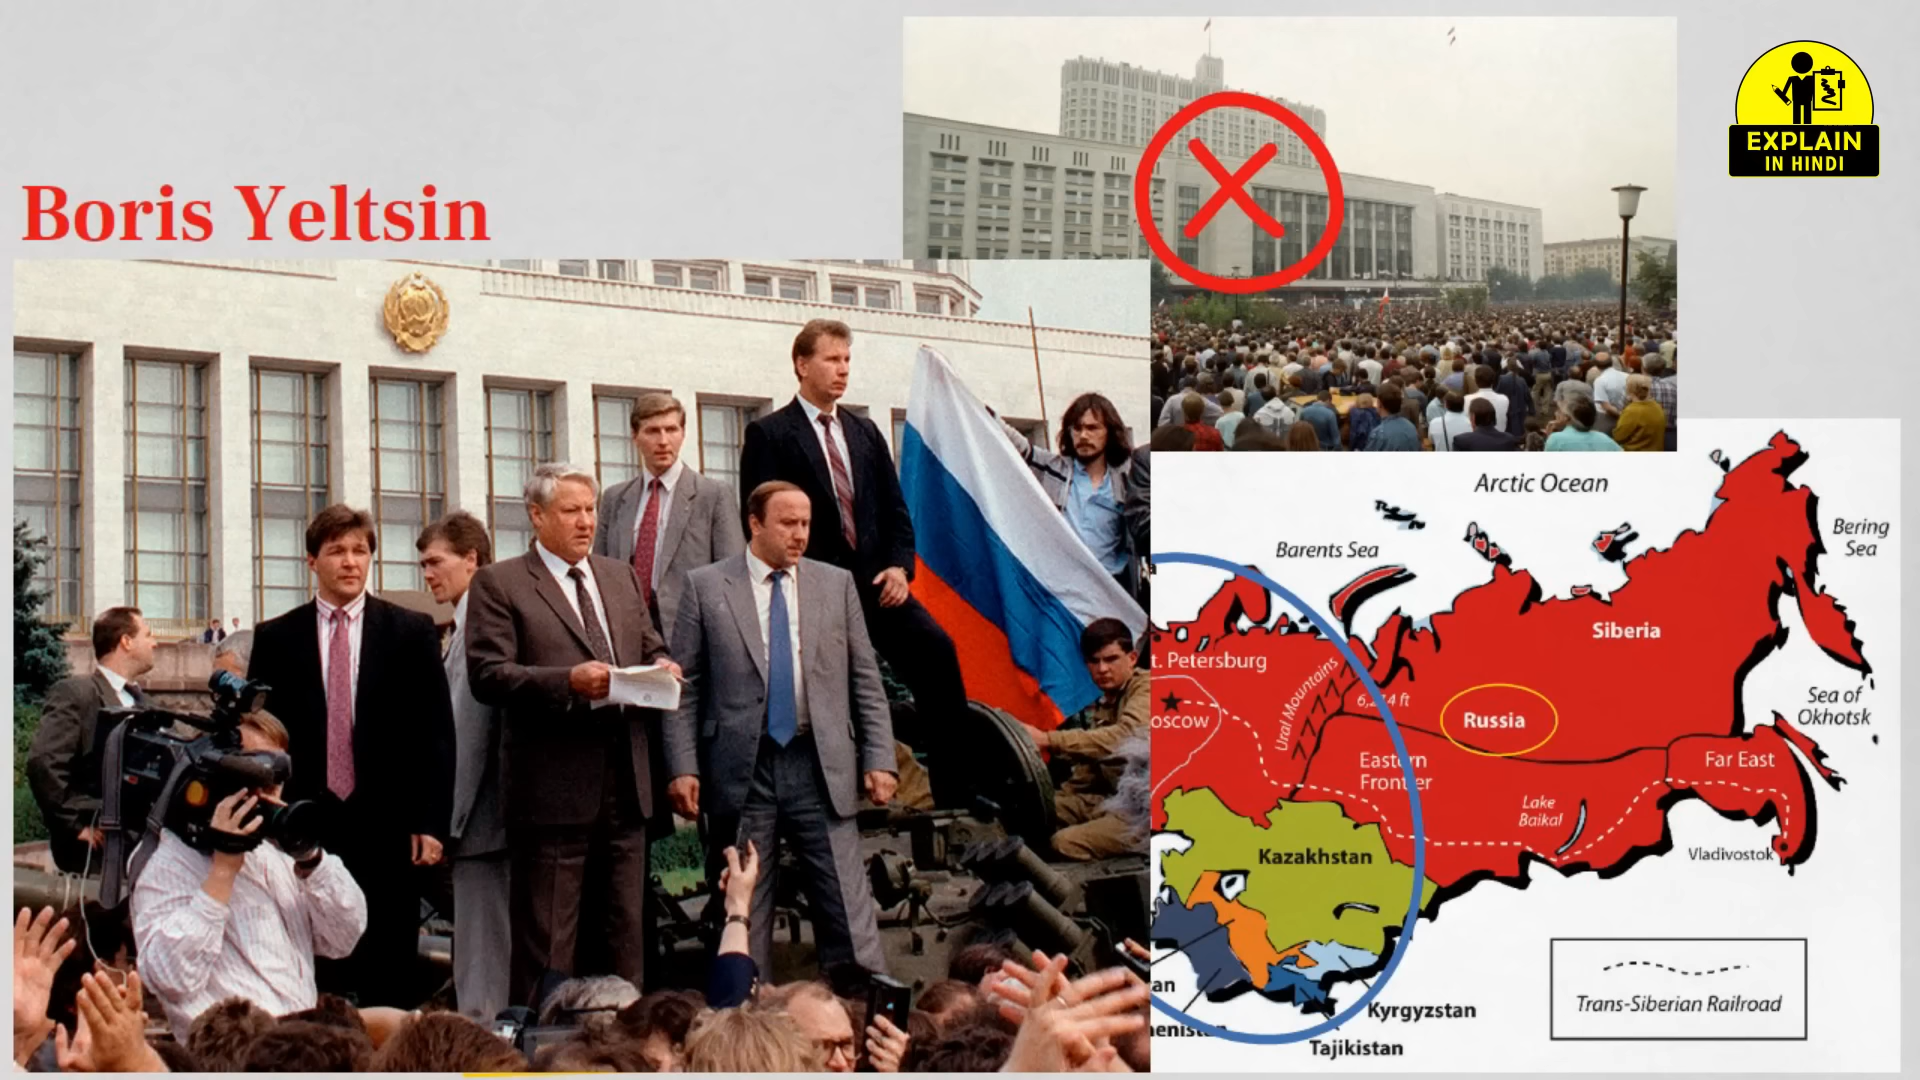 EXPLAIN
IN HINDI
Boris Yeltsin
Arctic Ocean
Bering
Sea
Barents Sea
Siberia
t. Petersburg
Ural Mountains
Sea of
Okhotsk
oscow
Russia
Eastern
Frontier
Far East
Lake
Baikal
Kazakhstan
Vladivostok
an
Kyrgyzstan
Tajikistan
Trans-Siberian Railroad